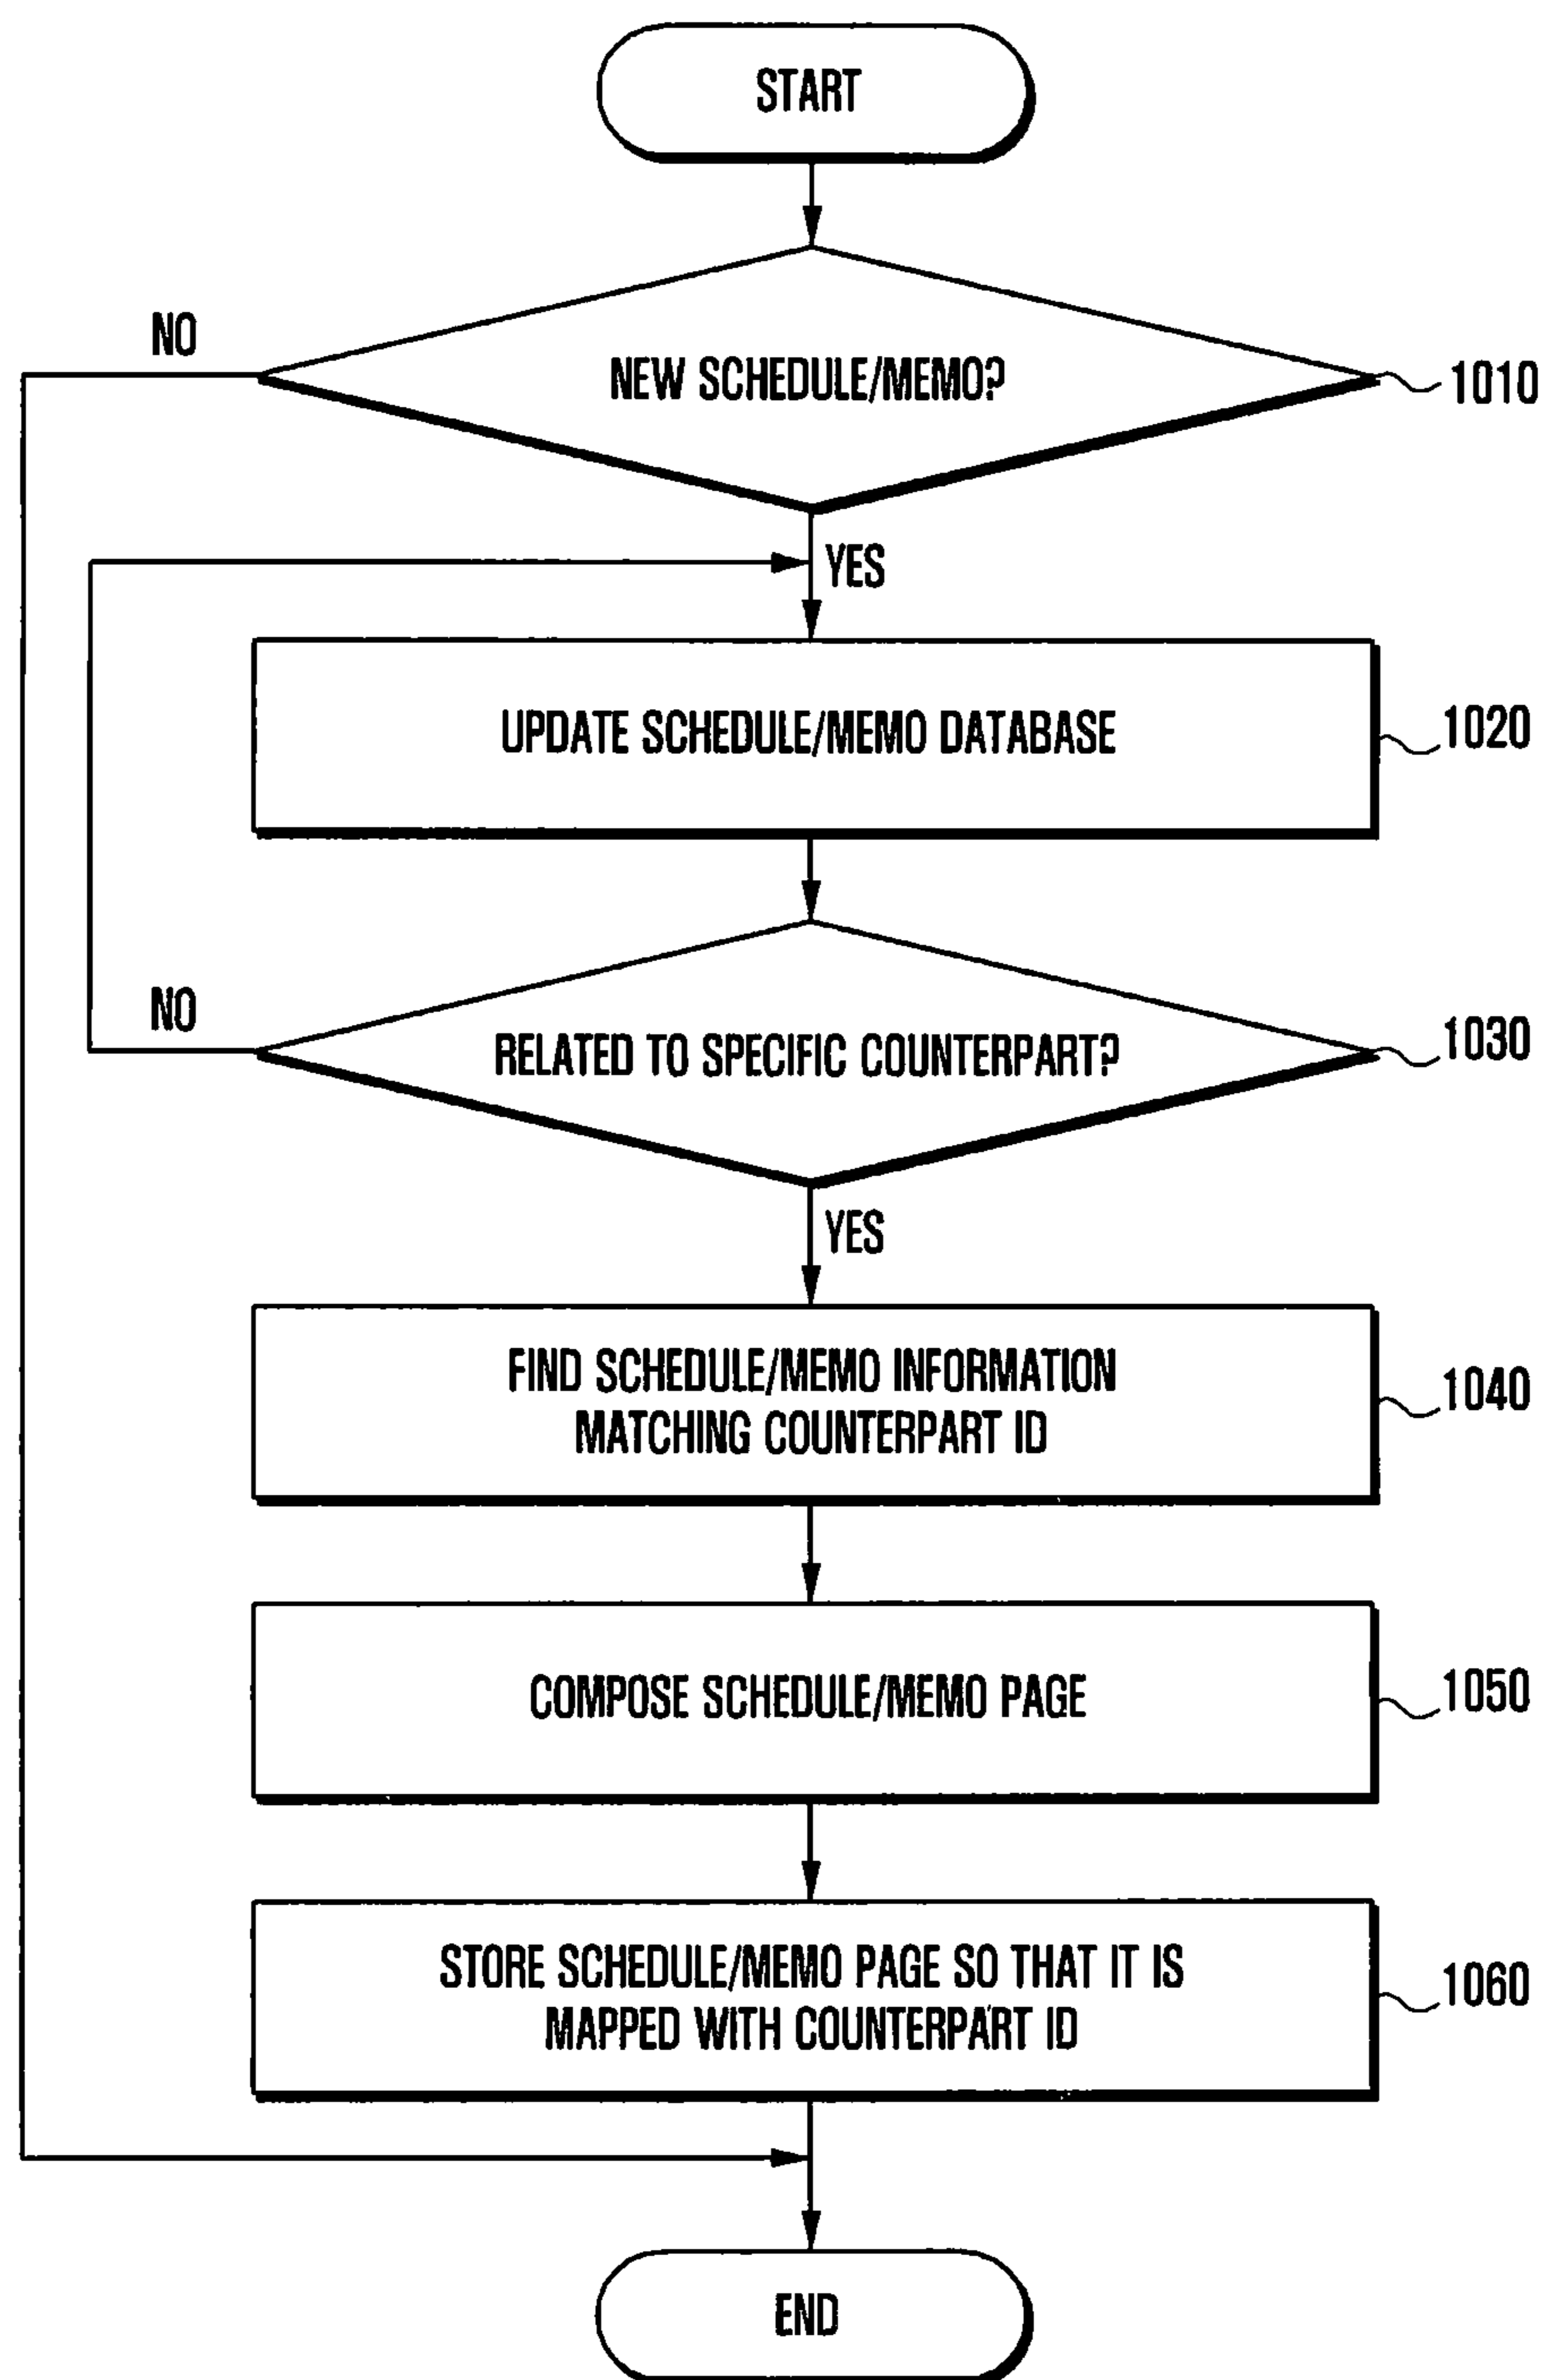 START
NO
NEW SCHEDULE/MEMO?
1010
YES
UPDATE SCHEDULE/MEMO DATABASE
1020
NO
RELATED TO SPECIFIC COUNTERPART?
1030
YES
FIND SCHEDULE/MEMO INFORMATION
MATCHING COUNTERPART ID
1040
COMPOSE SCHEDULE/MEMO PAGE
1050
STORE SCHEDULE/MEMO PAGE SO THAT IT IS
MAPPED WITH COUNTERPART ID
1060
END